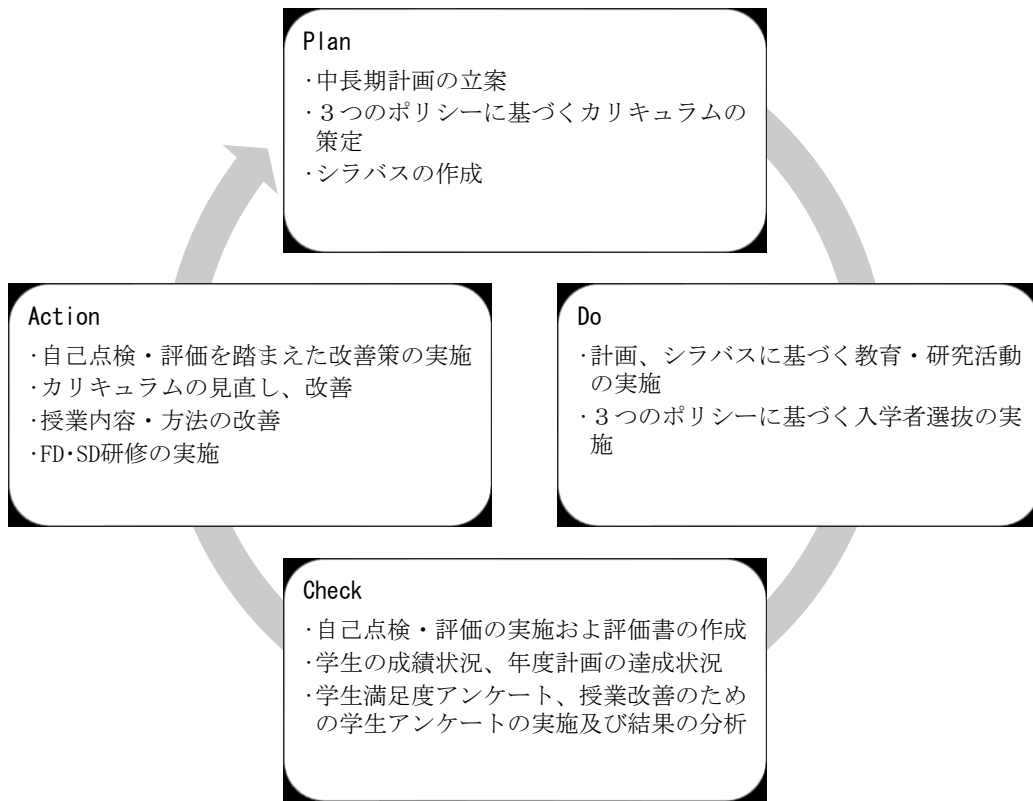 Plan
·中長期計画の立案
·３つのポリシーに基づくカリキュラムの
策定
·シラバスの作成
Action
·自己点検・評価を踏まえた改善策の実施
·カリキュラムの見直し、改善
·授業内容・方法の改善
·FD・SD研修の実施
Do
·計画、シラバスに基づく教育・研究活動
の実施
·３つのポリシーに基づく入学者選抜の実
施
Check
·自己点検・評価の実施およ評価書の作成
·学生の成績状況、年度計画の達成状況
·学生満足度アンケート、授業改善のため
の学生アンケートの実施及び結果の分析